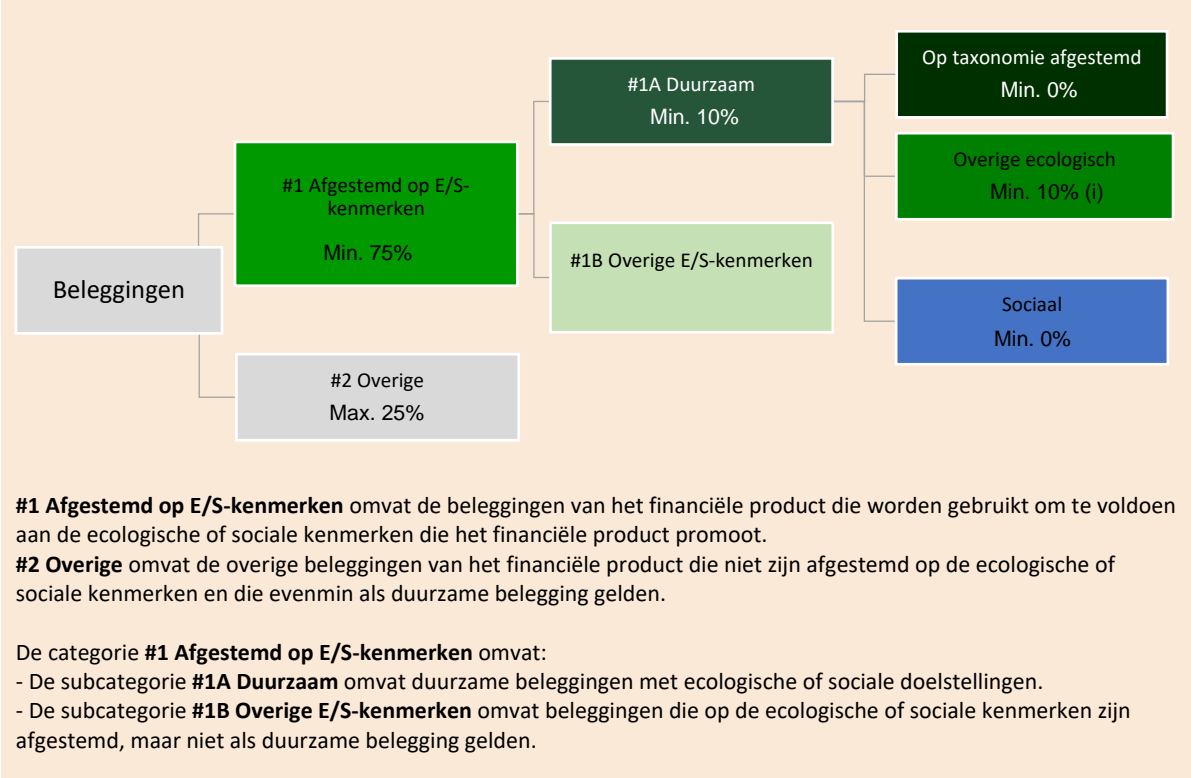 Op taxonomie afgestemd
Min. 0%
#1A Duurzaam
Min. 10%
Overige ecologisch
Min. 10% (i)
#1 Afgestemd op E/S-
kenmerken
Min. 75%
#1B Overige E/S-kenmerken
Beleggingen
Sociaal
Min. 0%
#2 Overige
Max. 25%
#1 Afgestemd op E/S-kenmerken omvat de beleggingen van het financiële product die worden gebruikt om te voldoen
aan de ecologische of sociale kenmerken die het financiële product promoot.
#2 Overige omvat de overige beleggingen van het financiële product die niet zijn afgestemd op de ecologische of
sociale kenmerken en die evenmin als duurzame belegging gelden.
De categorie #1 Afgestemd op E/S-kenmerken omvat:
- De subcategorie #1A Duurzaam omvat duurzame beleggingen met ecologische of sociale doelstellingen.
- De subcategorie #1B Overige E/S-kenmerken omvat beleggingen die op de ecologische of sociale kenmerken zijn
afgestemd, maar niet als duurzame belegging gelden.